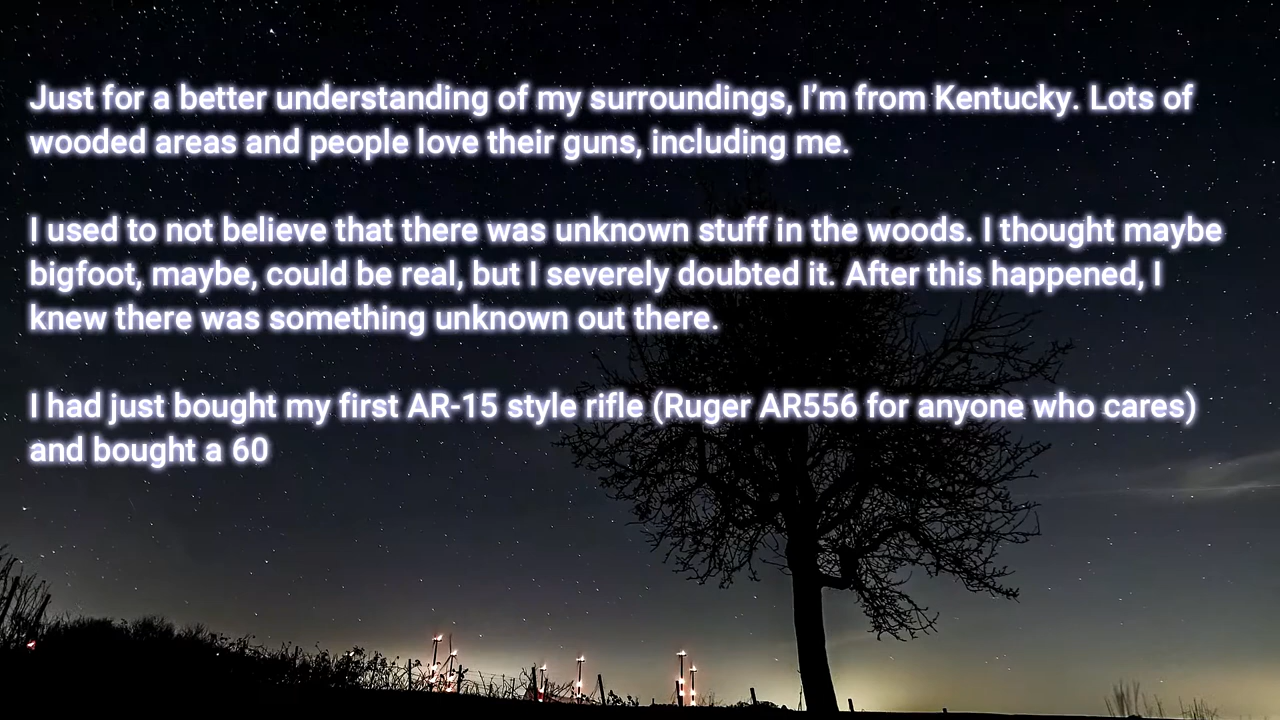 Just for a better understanding of my surroundings, I’m from Kentucky. Lots of
wooded areas and people love their guns, including me.
I used to not believe that there was unknown stuff in the woods. I thought maybe
bigfoot, maybe, could be real, but I severely doubted it. After this happened, I
knew there was something unknown out there.
I had just bought my first AR-15 style rifle (Ruger AR556 for anyone who cares)
and bought a 60